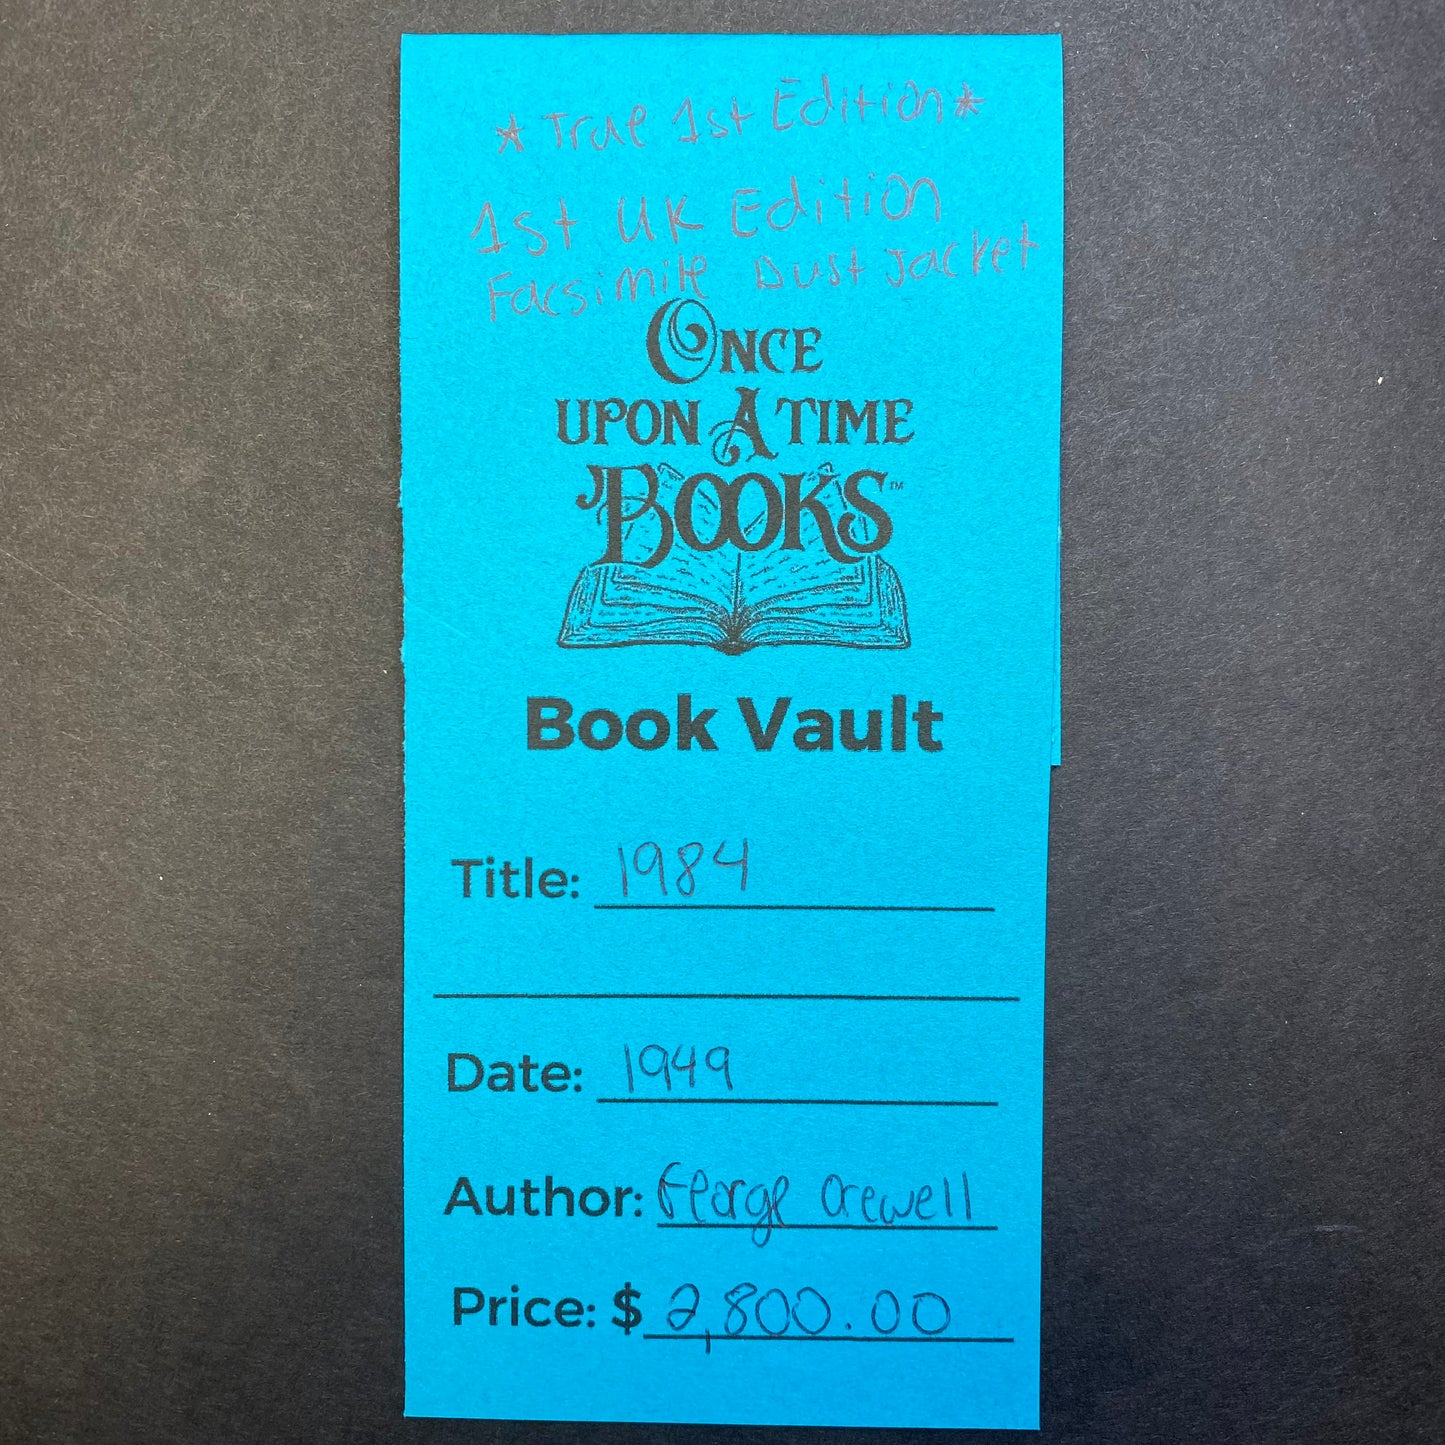 *True 1st Edition*
1st UK Edition
Facsimile Dust Jacket
ONCE
UPON A TIME
BOOKS™
Book Vault
Title: 1984
Date: 1949
Author: George Orewell
Price: $ 2,800.00